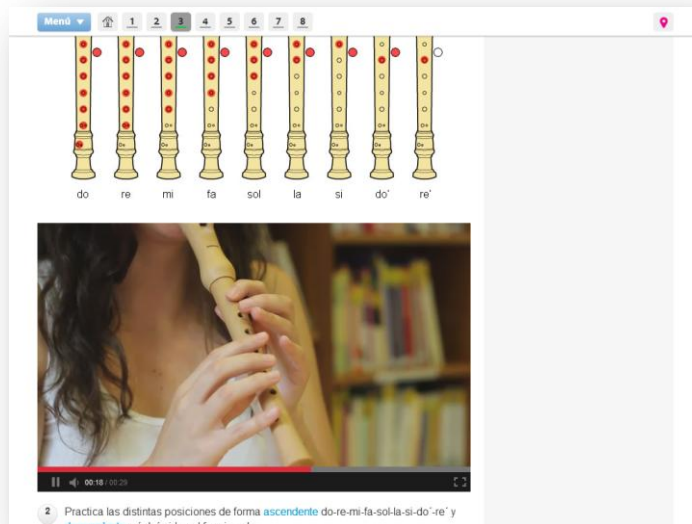 Menú 1 2 3 4 5 6 7 8
do re mi fa sol la si do' re'
00:18 / 00:29
2 Practica las distintas posiciones de forma ascendente do-re-mi-fa-sol-la-si-do´-re´ y